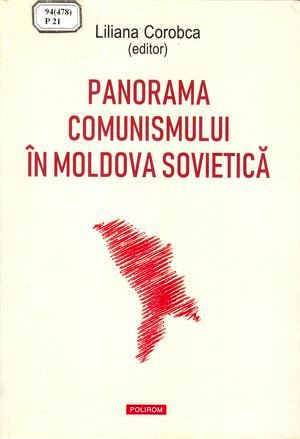 94(478)
P 21
Liliana Corobca
(editor)
PANORAMA
COMUNISMULUI
ÎN MOLDOVA SOVIETICĂ
POLIROM